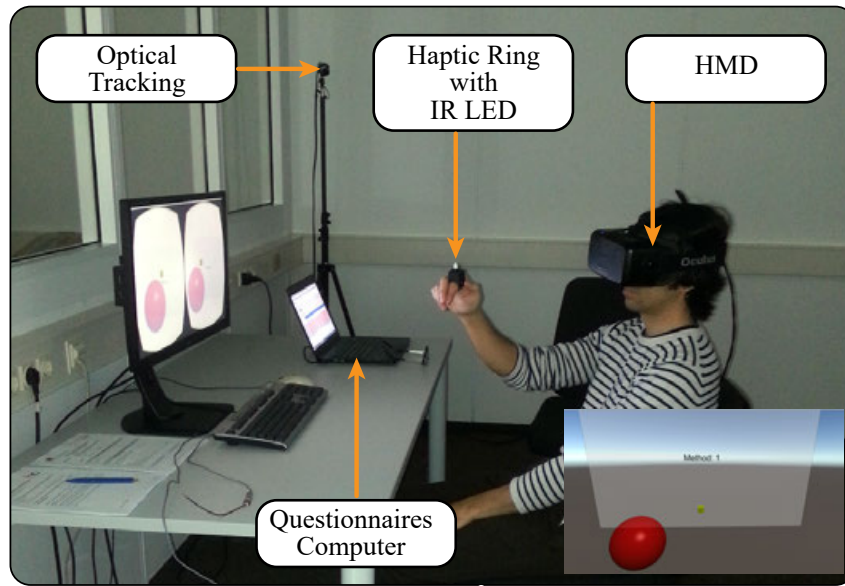 Optical
Tracking
Haptic Ring
with
IR LED
HMD
Oculus
Method: 1
Questionnaires
Computer